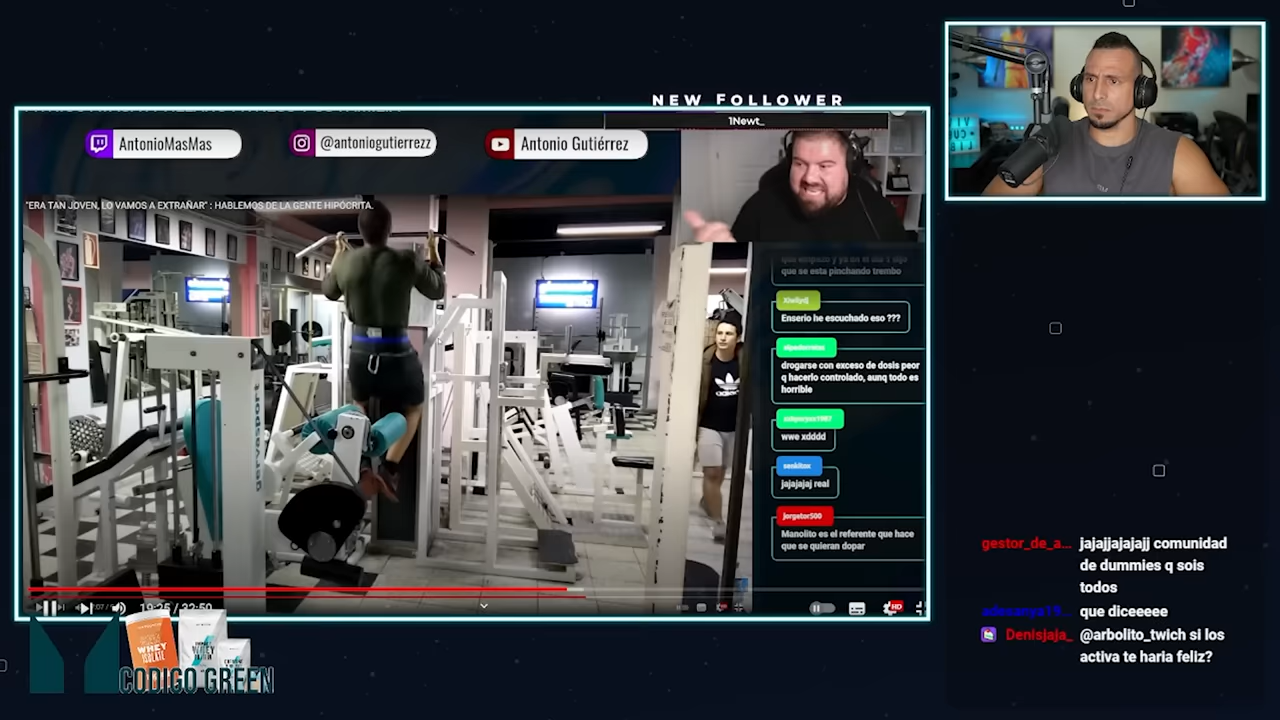 NEW FOLLOWER
1Newt_
AntonioMasMas
@antoniogutierrezz
Antonio Gutiérrez
"ERA TAN JOVEN, LO VAMOS A EXTRAÑAR" : HABLEMOS DE LA GENTE HIPÓCRITA.
que se esta pinchando trembo
Enserio he escuchado eso ???
drogarse con exceso de dosis peor
q hacerlo controlado, aunq todo es
horrible
wwe xdddd
senkitox
jajajajaj real
jorgetor500
Manolito es el referente que hace
que se quieran dopar
adidas
gervasport
19:25 / 32:50
HD
WHEY
ISOLATE
CODIGO GREEN
gestor_de_a... jajajjajajajj comunidad
de dummies q sois
todos
que diceeeee
Denisjaja_ @arbolito_twich si los
activa te haria feliz?